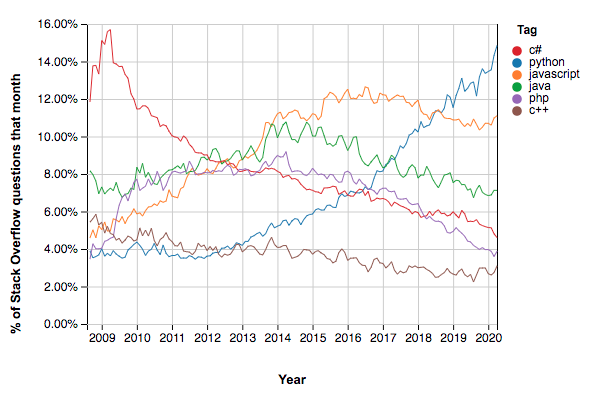 16.00%
14.00%
12.00%
10.00%
8.00%
6.00%
4.00%
2.00%
0.00%
% of Stack Overflow questions that month
2009 2010 2011 2012 2013 2014 2015 2016 2017 2018 2019 2020
Year
Tag
c#
python
javascript
java
php
c++